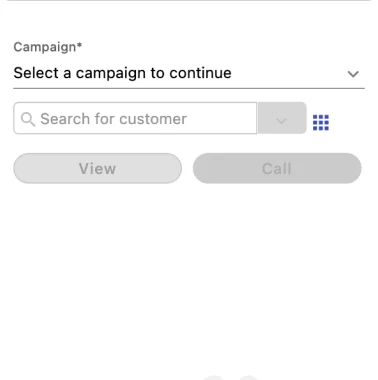 Campaign*
Select a campaign to continue
Search for customer
View
Call